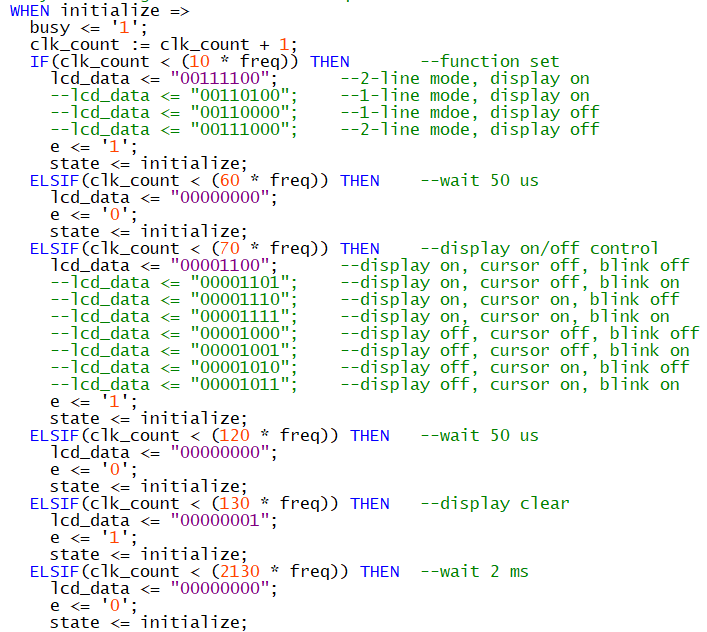 WHEN initialize =>
busy <= '1';
clk_count := clk_count + 1;
IF(clk_count < (10 * freq)) THEN --function set
lcd_data <= "00111100"; --2-line mode, display on
--lcd_data <= "00110100"; --1-line mode, display on
--lcd_data <= "00110000"; --1-line mdoe, display off
--lcd_data <= "00111000"; --2-line mode, display off
e <= '1';
state <= initialize;
ELSIF(clk_count < (60 * freq)) THEN --wait 50 us
lcd_data <= "00000000";
e <= '0';
state <= initialize;
ELSIF(clk_count < (70 * freq)) THEN --display on/off control
lcd_data <= "00001100"; --display on, cursor off, blink off
--lcd_data <= "00001101"; --display on, cursor off, blink on
--lcd_data <= "00001110"; --display on, cursor on, blink off
--lcd_data <= "00001111"; --display on, cursor on, blink on
--lcd_data <= "00001000"; --display off, cursor off, blink off
--lcd_data <= "00001001"; --display off, cursor off, blink on
--lcd_data <= "00001010"; --display off, cursor on, blink off
--lcd_data <= "00001011"; --display off, cursor on, blink on
e <= '1';
state <= initialize;
ELSIF(clk_count < (120 * freq)) THEN --wait 50 us
lcd_data <= "00000000";
e <= '0';
state <= initialize;
ELSIF(clk_count < (130 * freq)) THEN --display clear
lcd_data <= "00000001";
e <= '1';
state <= initialize;
ELSIF(clk_count < (2130 * freq)) THEN --wait 2 ms
lcd_data <= "00000000";
e <= '0';
state <= initialize;